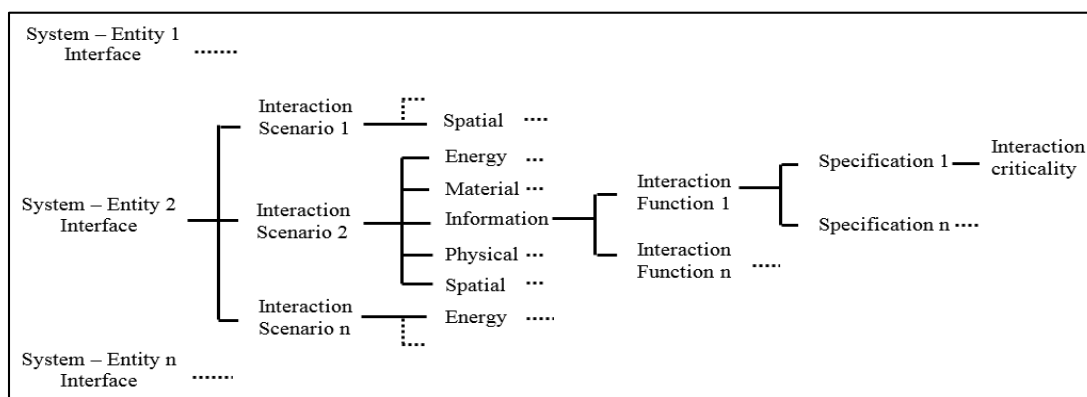 System – Entity 1
Interface
Interaction
Scenario 1
Spatial
Energy
Interaction
Specification 1
criticality
Material
Interaction
Function 1
System – Entity 2
Interface
Interaction
Scenario 2
Information
Specification n
Physical
Interaction
Function n
Spatial
Interaction
Scenario n
Energy
System – Entity n
Interface